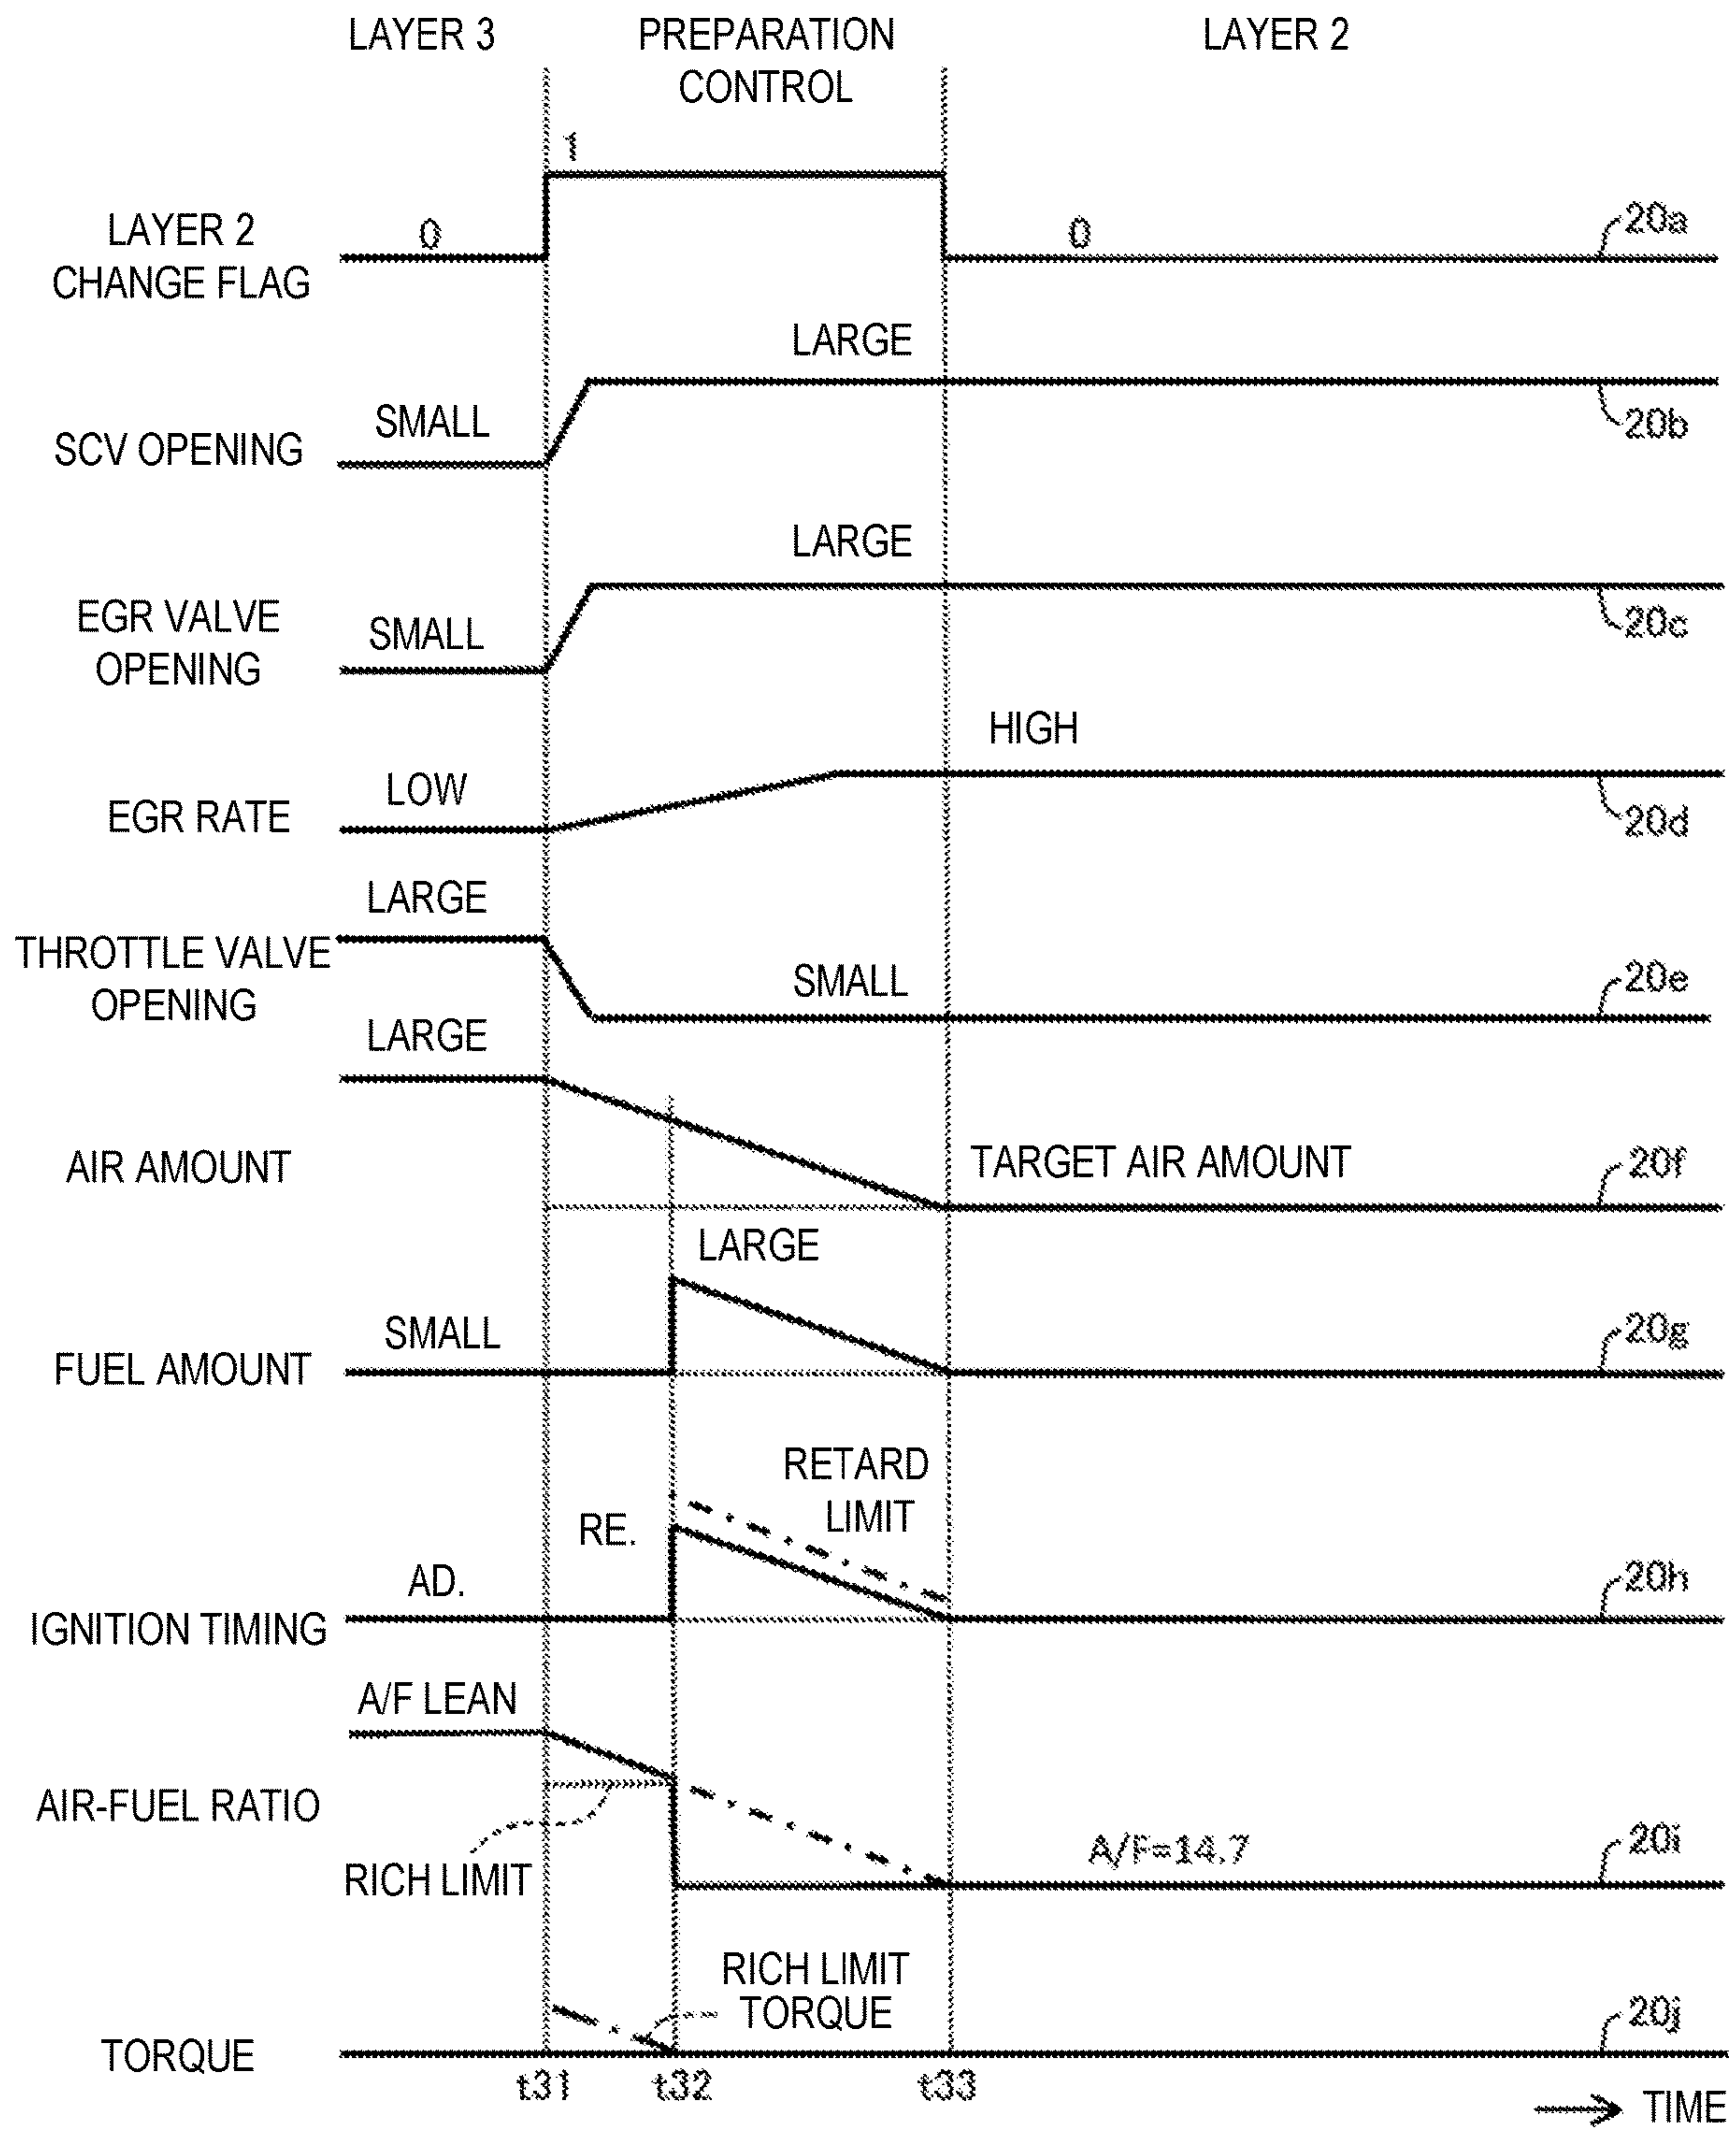 LAYER 3
PREPARATION
CONTROL
LAYER 2
1
LAYER 2
CHANGE FLAG
0
0
20a
LARGE
SMALL
SCV OPENING
20b
LARGE
EGR VALVE
OPENING
SMALL
20c
HIGH
LOW
EGR RATE
20d
LARGE
THROTTLE VALVE
OPENING
SMALL
20e
LARGE
AIR AMOUNT
TARGET AIR AMOUNT
20f
LARGE
SMALL
FUEL AMOUNT
20g
RETARD
LIMIT
RE.
AD.
IGNITION TIMING
20h
A/F LEAN
AIR-FUEL RATIO
RICH LIMIT
A/F=14.7
20i
RICH LIMIT
TORQUE
TORQUE
20j
t31
t32
t33
TIME